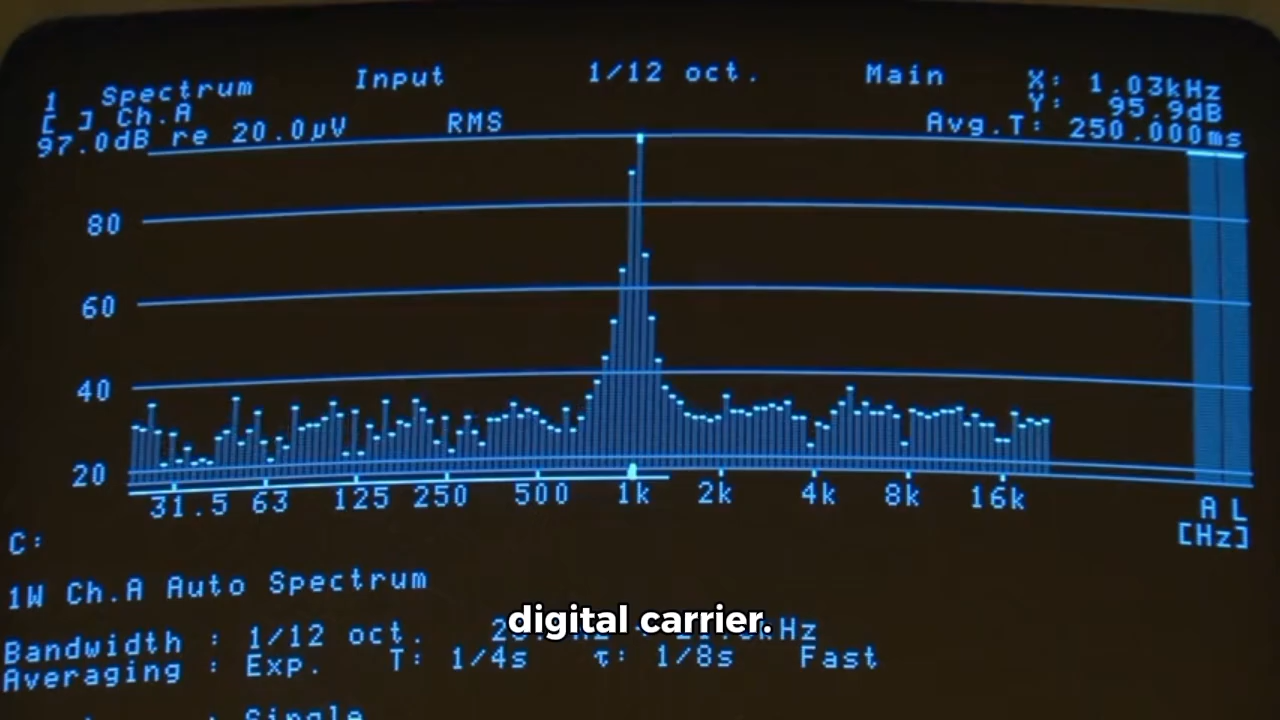 1 Spectrum Input 1/12 oct. Main X: 1.03kHz
[ ] Ch.A Y: 95.9dB
97.0dB re 20.0µV RMS Avg.T: 250.000ms
80
60
40
20
31.5 63 125 250 500 1k 2k 4k 8k 16k A L
[Hz]
C:
1W Ch.A Auto Spectrum
digital carrier.
Bandwidth : 1/12 oct.
Averaging : Exp. T: 1/4s τ: 1/8s Fast
: Single